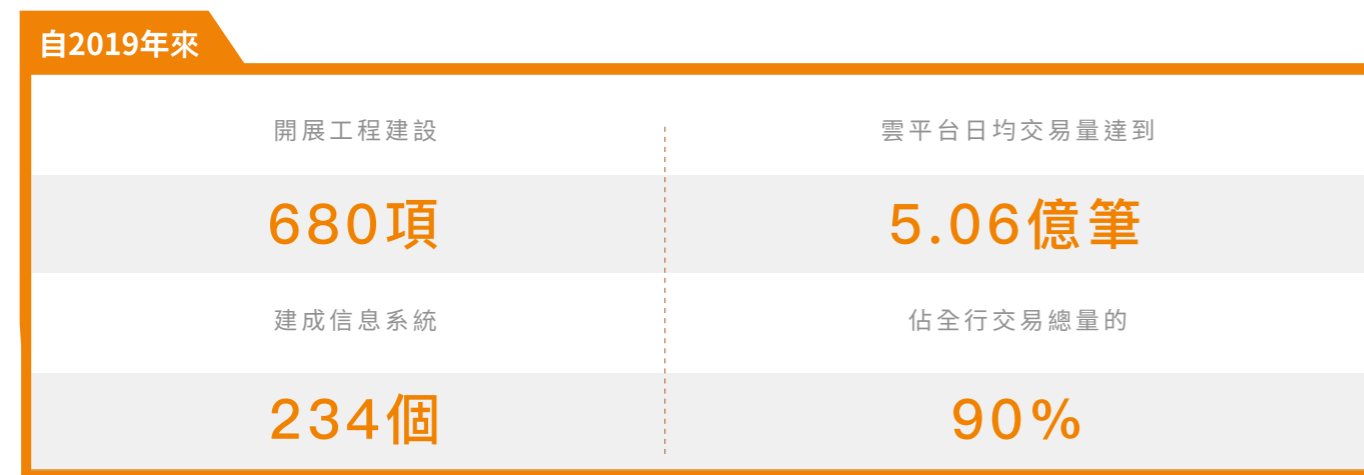 自2019年來
開展工程建設
680項
建成信息系統
234個
雲平台日均交易量達到
5.06億筆
佔全行交易總量的
90%